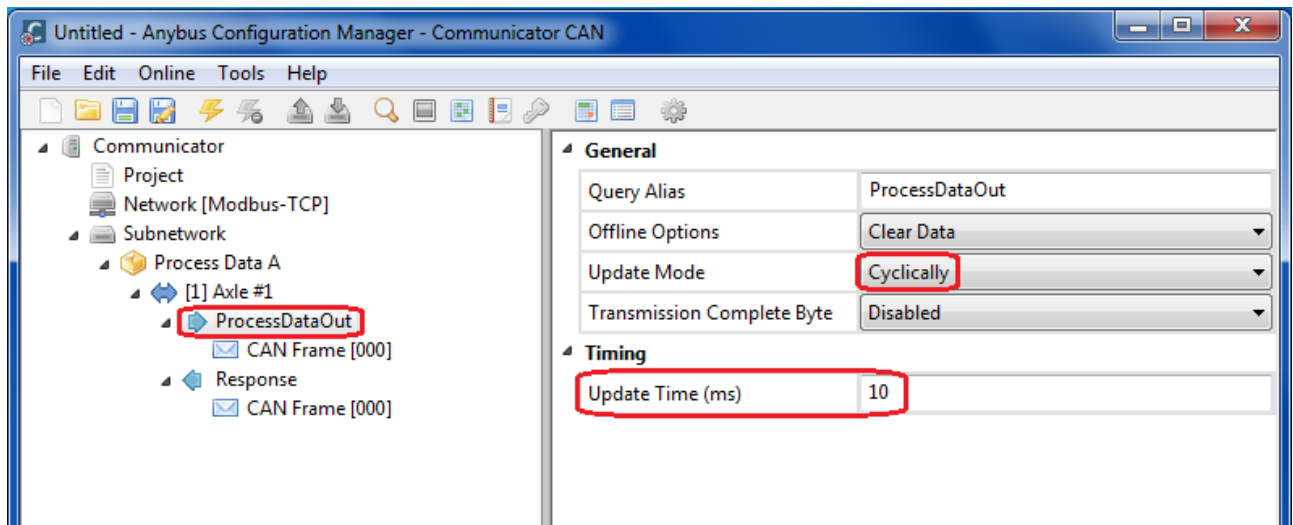 Untitled - Anybus Configuration Manager - Communicator CAN
File Edit Online Tools Help
Communicator
Project
Network [Modbus-TCP]
Subnetwork
Process Data A
[1] Axle #1
ProcessDataOut
CAN Frame [000]
Response
CAN Frame [000]
General
Query Alias ProcessDataOut
Offline Options Clear Data
Update Mode Cyclically
Transmission Complete Byte Disabled
Timing
Update Time (ms) 10